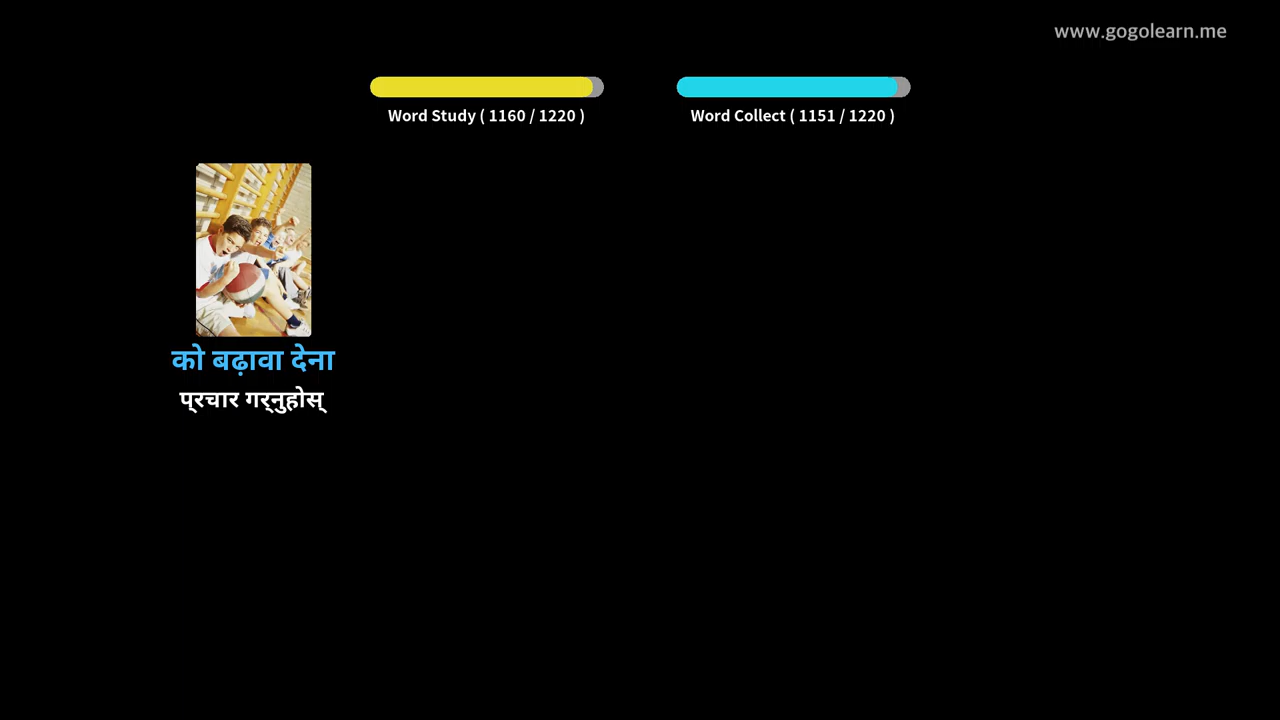 www.gogolearn.me
Word Study ( 1160 / 1220 )
Word Collect ( 1151 / 1220 )
को बढ़ावा देना
प्रचार गर्नुहोस्